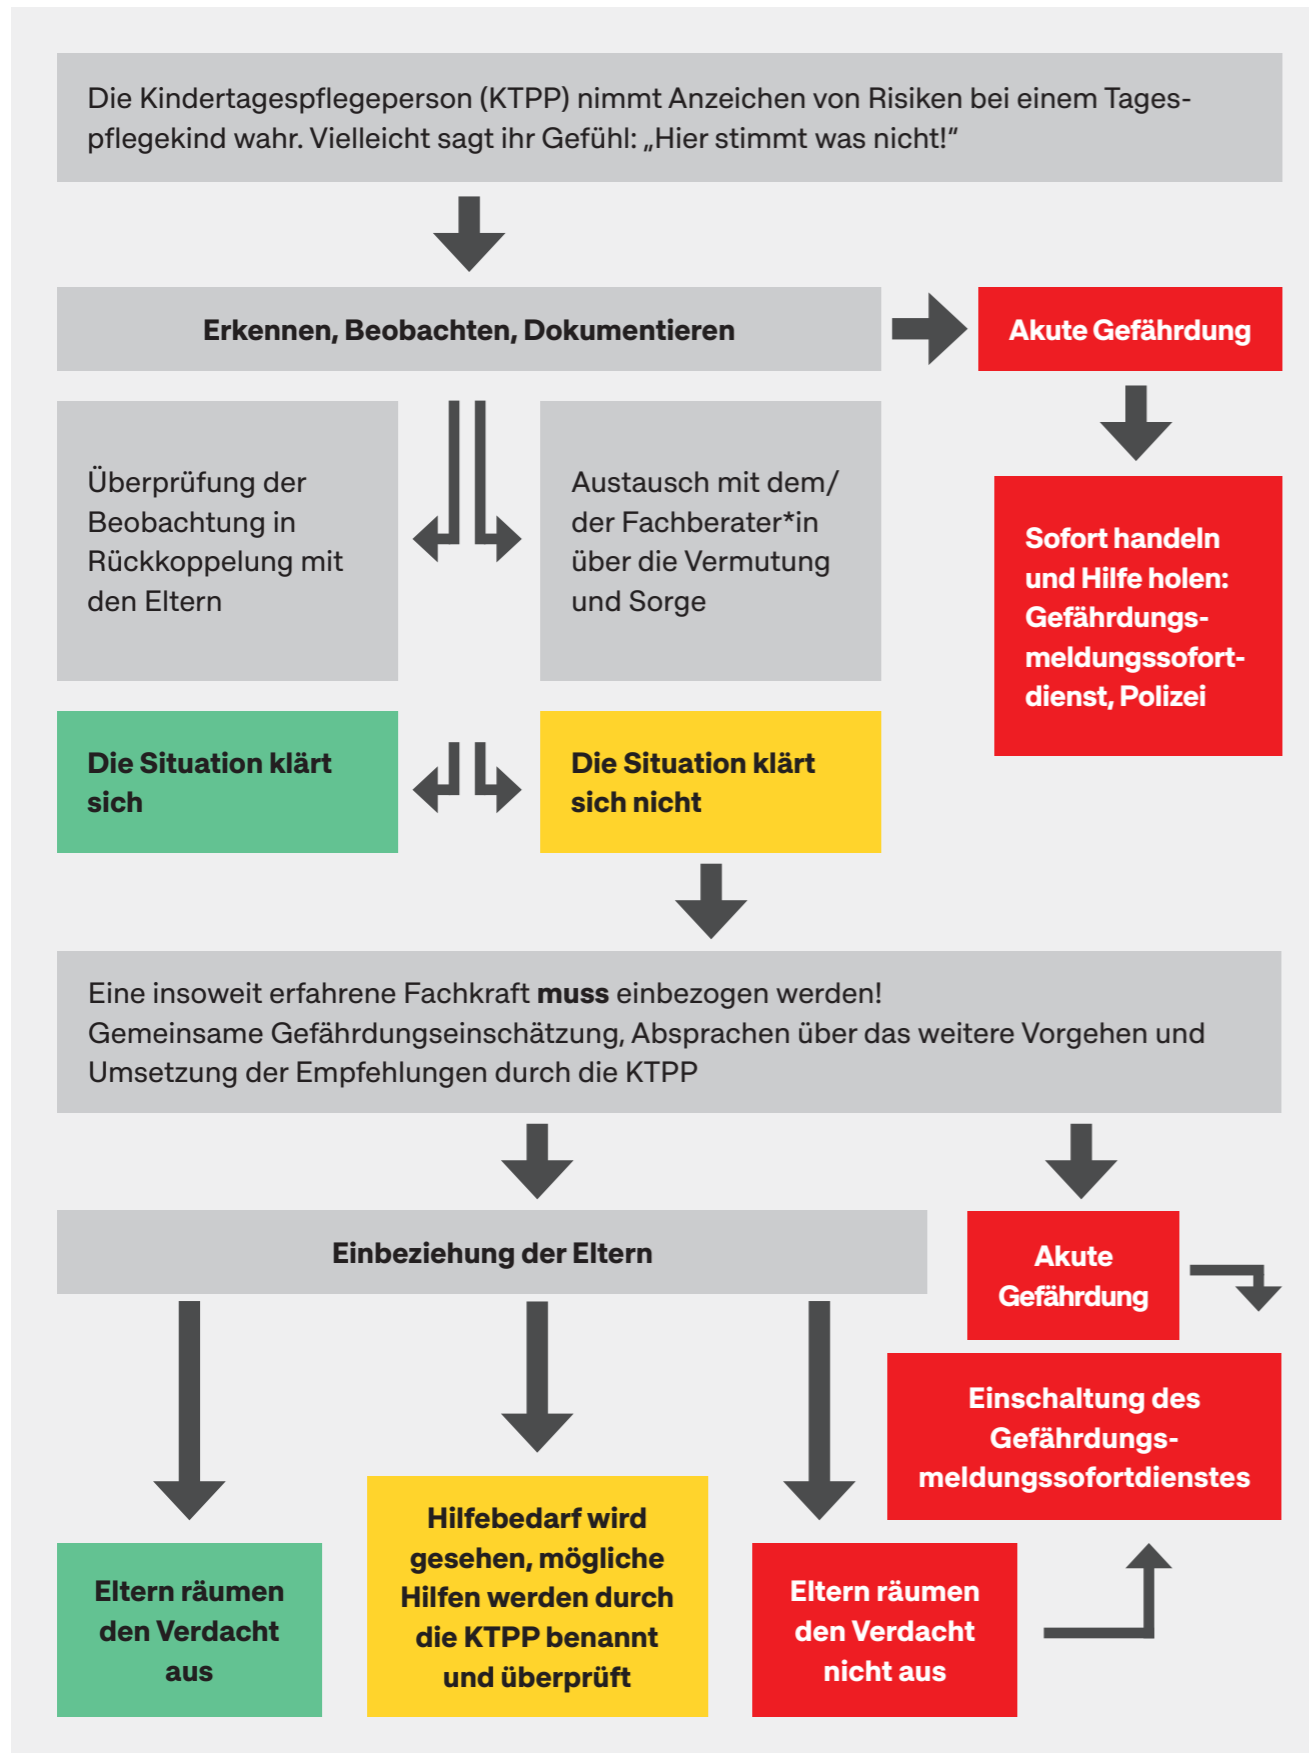 Die Kindertagespflegeperson (KTPP) nimmt Anzeichen von Risiken bei einem Tages-
pflegekind wahr. Vielleicht sagt ihr Gefühl: „Hier stimmt was nicht!“
Erkennen, Beobachten, Dokumentieren
Akute Gefährdung
Überprüfung der
Beobachtung in
Rückkoppelung mit
den Eltern
Austausch mit dem/
der Fachberater*in
über die Vermutung
und Sorge
Sofort handeln
und Hilfe holen:
Gefährdungs-
meldungssofort-
dienst, Polizei
Die Situation klärt
sich
Die Situation klärt
sich nicht
Eine insoweit erfahrene Fachkraft muss einbezogen werden!
Gemeinsame Gefährdungseinschätzung, Absprachen über das weitere Vorgehen und
Umsetzung der Empfehlungen durch die KTPP
Einbeziehung der Eltern
Akute
Gefährdung
Einschaltung des
Gefährdungs-
meldungssofortdienstes
Eltern räumen
den Verdacht
aus
Hilfebedarf wird
gesehen, mögliche
Hilfen werden durch
die KTPP benannt
und überprüft
Eltern räumen
den Verdacht
nicht aus